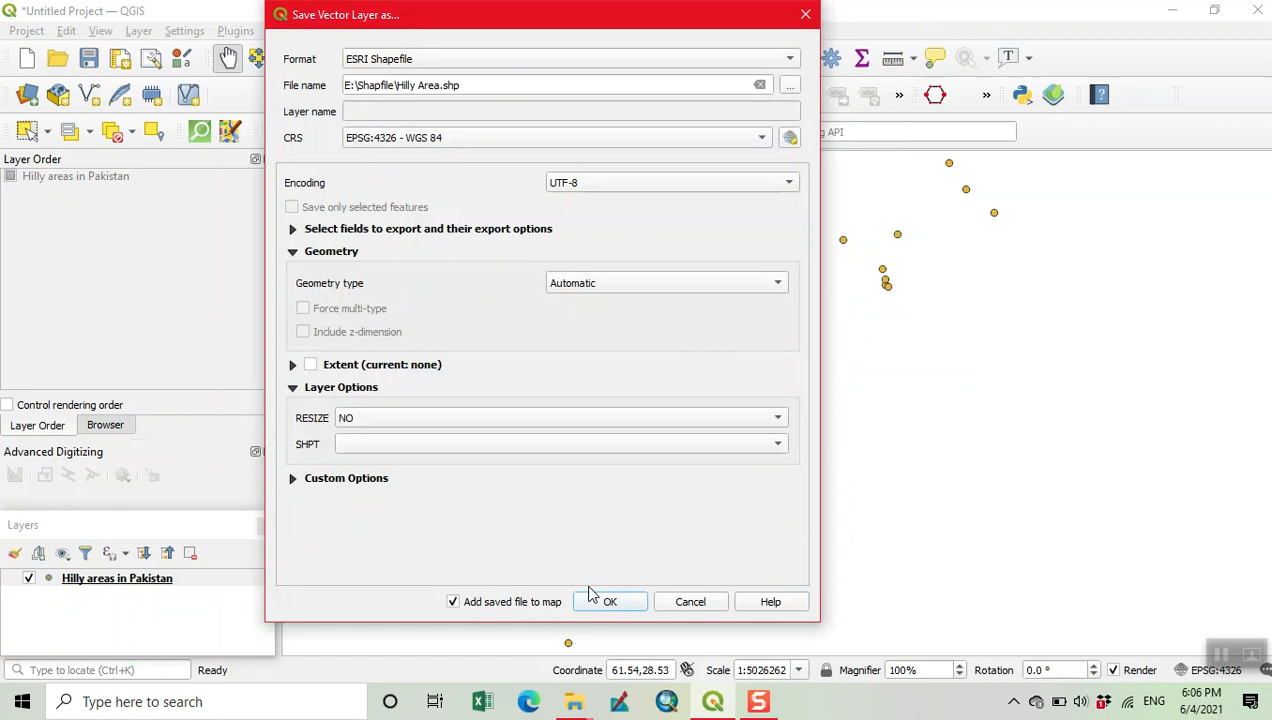 *Untitled Project — QGIS
Save Vector Layer as...
Project Edit View Layer Settings Plugins
Format ESRI Shapefile
File name E:\Shapfile\Hilly Area.shp ...
Layer name
CRS EPSG:4326 - WGS 84
ng API
Layer Order
Hilly areas in Pakistan
Encoding UTF-8
Save only selected features
Select fields to export and their export options
Geometry
Geometry type Automatic
Force multi-type
Include z-dimension
Extent (current: none)
Layer Options
Control rendering order
RESIZE NO
Layer Order Browser
SHPT
Advanced Digitizing
Custom Options
Layers
Hilly areas in Pakistan
Add saved file to map OK Cancel Help
Type to locate (Ctrl+K) Ready Coordinate 61.54,28.53 Scale 1:5026262 Magnifier 100% Rotation 0.0 ° Render EPSG:4326
Type here to search
ENG
6:06 PM
6/4/2021